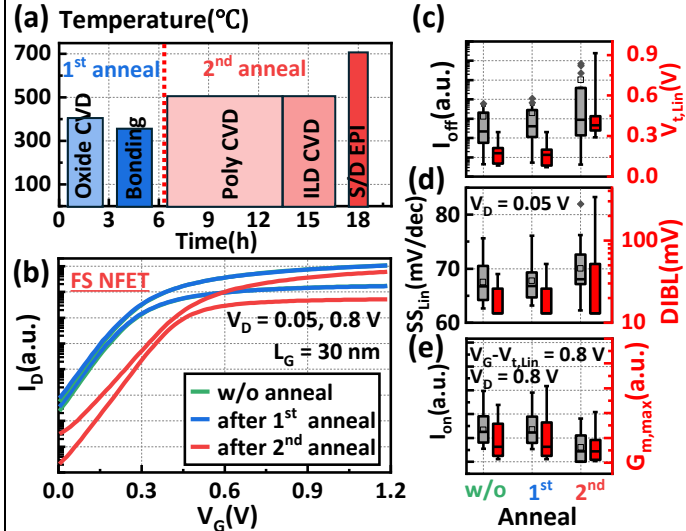 (a) Temperature(℃)
700
500
300
100
1st anneal
2nd anneal
Oxide CVD
Bonding
Poly CVD
ILD CVD
S/D EPI
0 3 6 9 12 15 18
Time(h)
(b)
FS NFET
VD = 0.05, 0.8 V
LG = 30 nm
w/o anneal
after 1st anneal
after 2nd anneal
ID(a.u.)
0.0 0.3 0.6 0.9 1.2
VG(V)
(c)
Ioff(a.u.)
Vt,Lin(V)
0.9
0.6
0.3
0.0
(d)
VD = 0.05 V
SSLin(mV/dec)
80
70
60
DIBL(mV)
100
10
(e)
VG-Vt,Lin = 0.8 V
VD = 0.8 V
Ion(a.u.)
Gm,max(a.u.)
w/o 1st 2nd
Anneal